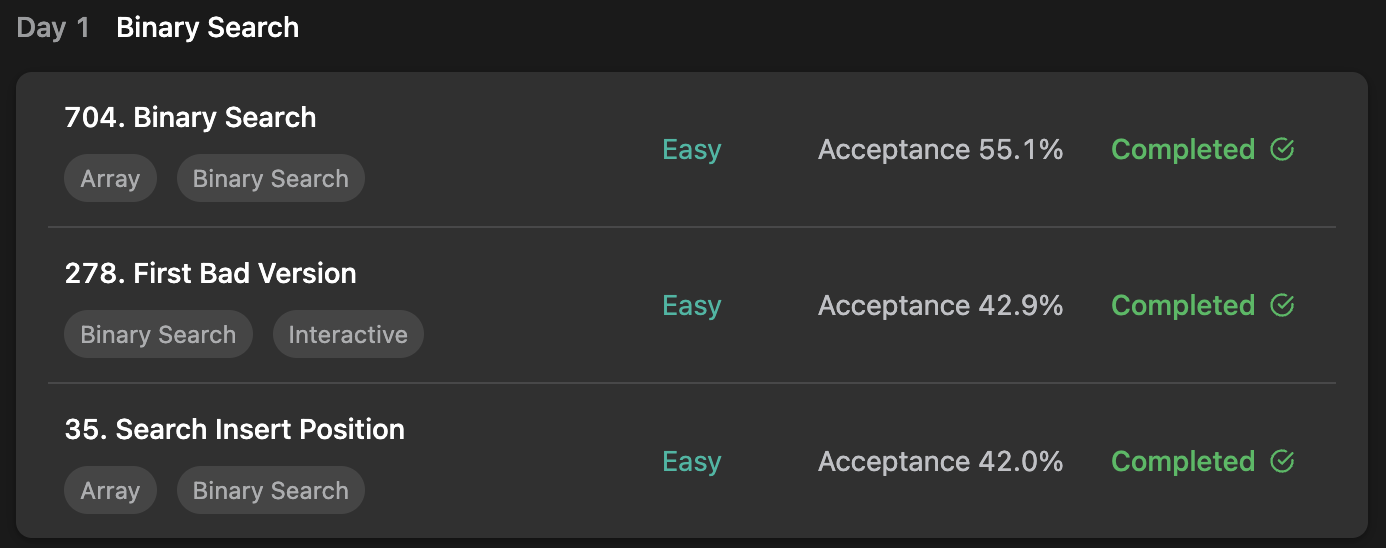 Day 1 Binary Search
704. Binary Search
Easy Acceptance 55.1% Completed
Array Binary Search
278. First Bad Version
Easy Acceptance 42.9% Completed
Binary Search Interactive
35. Search Insert Position
Easy Acceptance 42.0% Completed
Array Binary Search